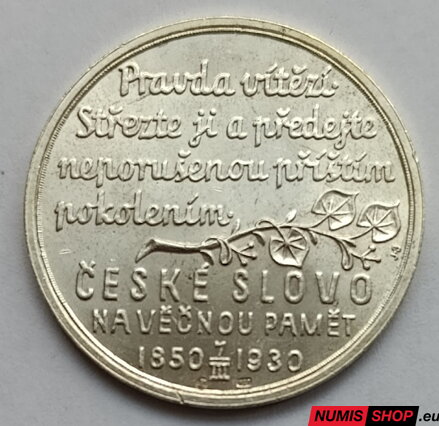 Pravda vítězí.
Střezte ji a předejte
neporušenou příštím
pokolením,
ČESKÉ SLOVO
NA VĚČNOU PAMĚT
1850 7/III 1930
NUMIS SHOP.eu